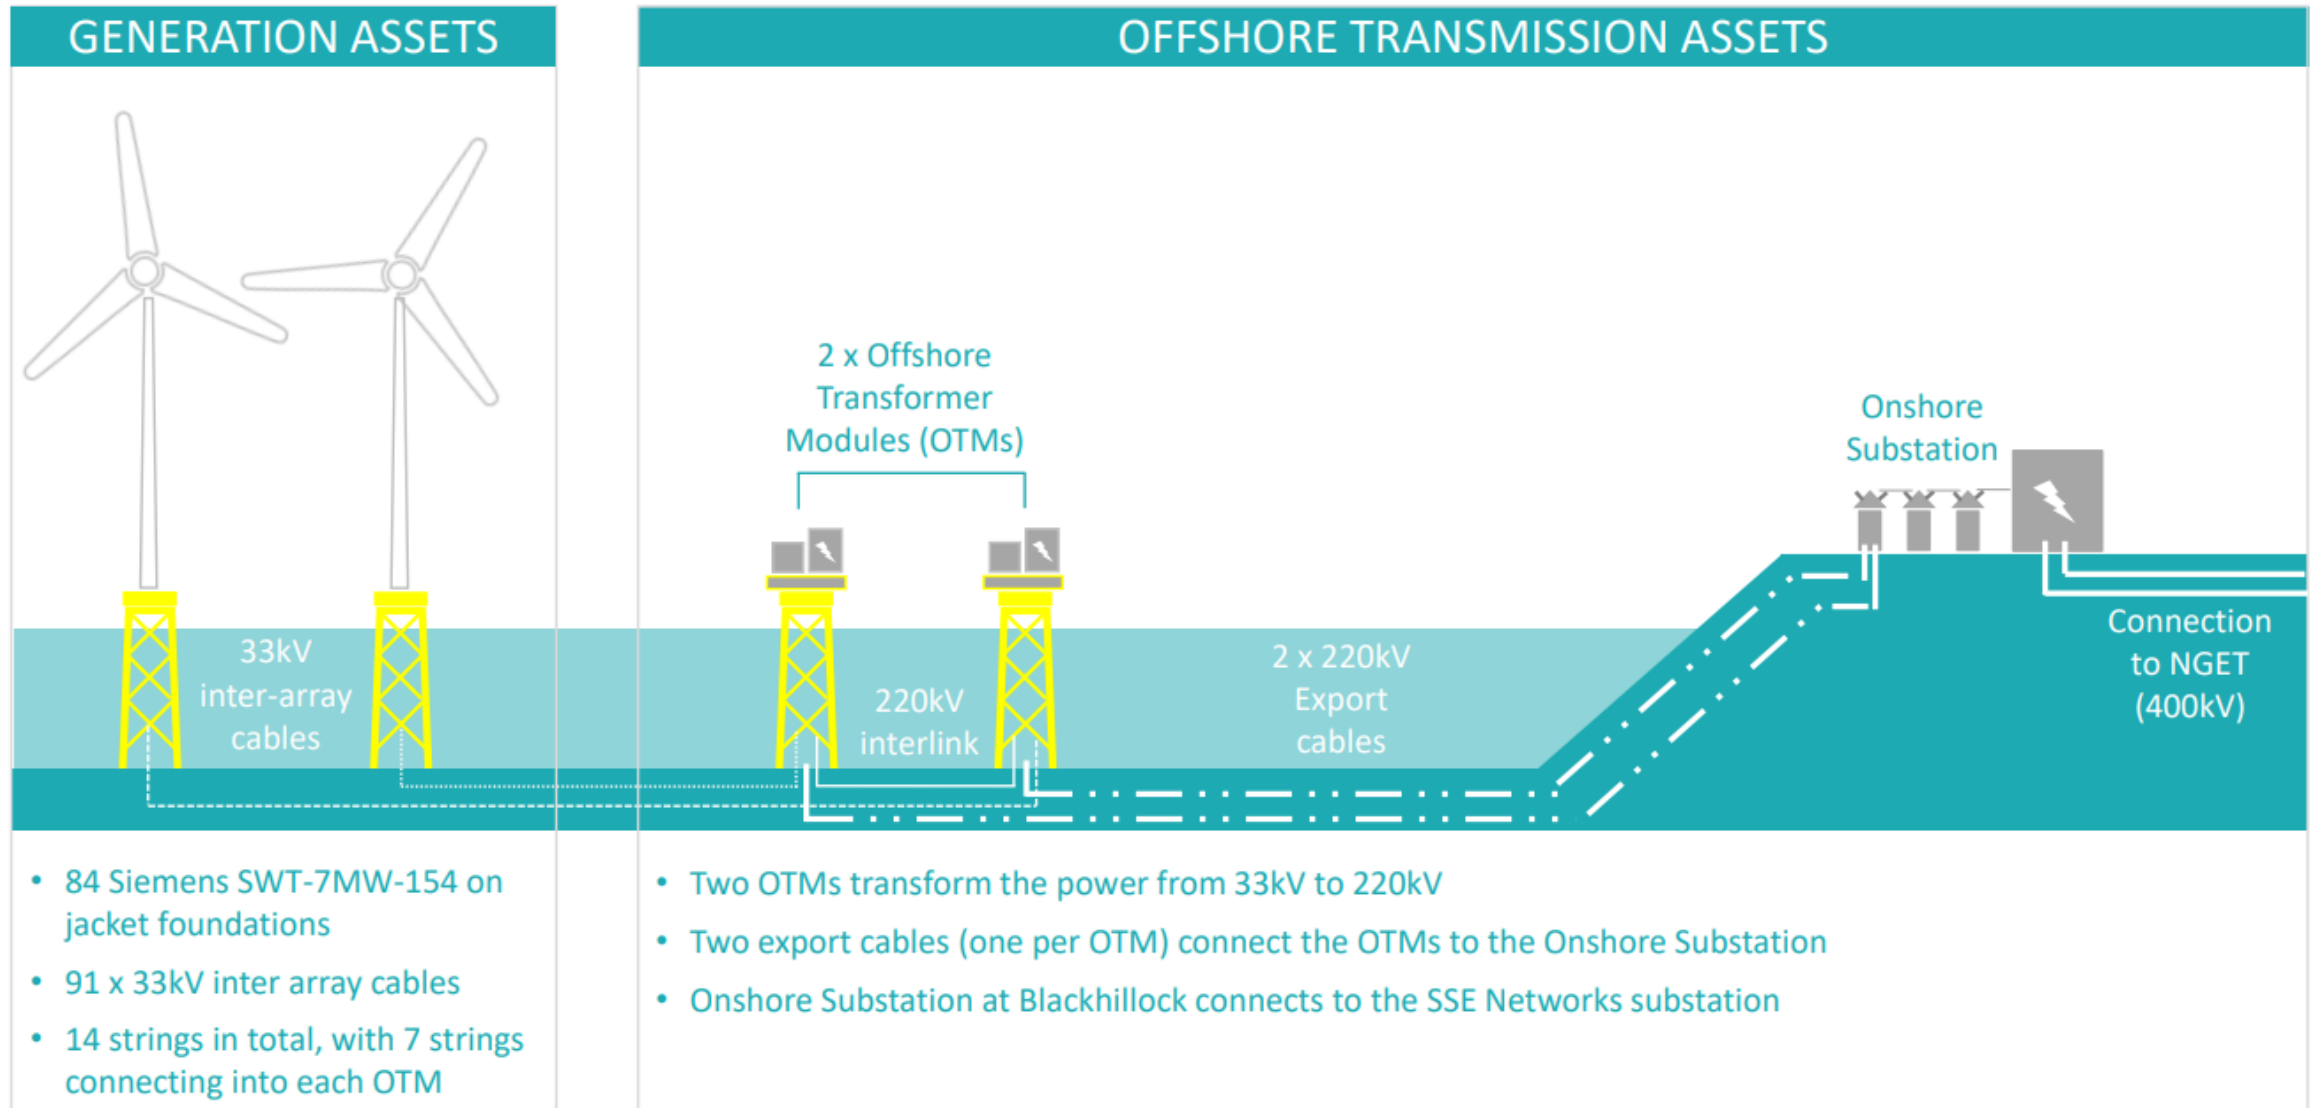 GENERATION ASSETS
OFFSHORE TRANSMISSION ASSETS
2 x Offshore
Transformer
Modules (OTMs)
Onshore
Substation
33kV
inter-array
cables
220kV
interlink
2 x 220kV
Export
cables
Connection
to NGET
(400kV)
• 84 Siemens SWT-7MW-154 on
jacket foundations
• 91 x 33kV inter array cables
• 14 strings in total, with 7 strings
connecting into each OTM
• Two OTMs transform the power from 33kV to 220kV
• Two export cables (one per OTM) connect the OTMs to the Onshore Substation
• Onshore Substation at Blackhillock connects to the SSE Networks substation